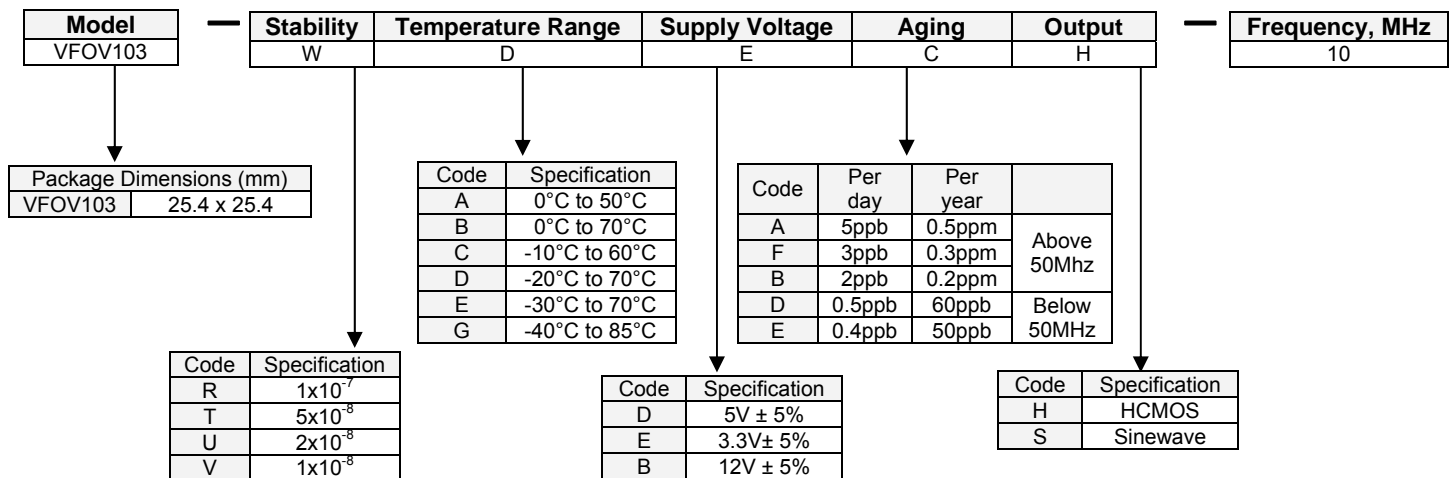 Model — Stability Temperature Range Supply Voltage Aging Output — Frequency, MHz
VFOV103 W D E C H 10
Package Dimensions (mm)
VFOV103 25.4 x 25.4
Code Specification
A 0°C to 50°C
B 0°C to 70°C
C -10°C to 60°C
D -20°C to 70°C
E -30°C to 70°C
G -40°C to 85°C
Code Per day Per year
A 5ppb 0.5ppm Above 50Mhz
F 3ppb 0.3ppm
B 2ppb 0.2ppm
D 0.5ppb 60ppb Below 50MHz
E 0.4ppb 50ppb
Code Specification
R 1x10⁻⁷
T 5x10⁻⁸
U 2x10⁻⁸
V 1x10⁻⁸
Code Specification
D 5V ± 5%
E 3.3V± 5%
B 12V ± 5%
Code Specification
H HCMOS
S Sinewave